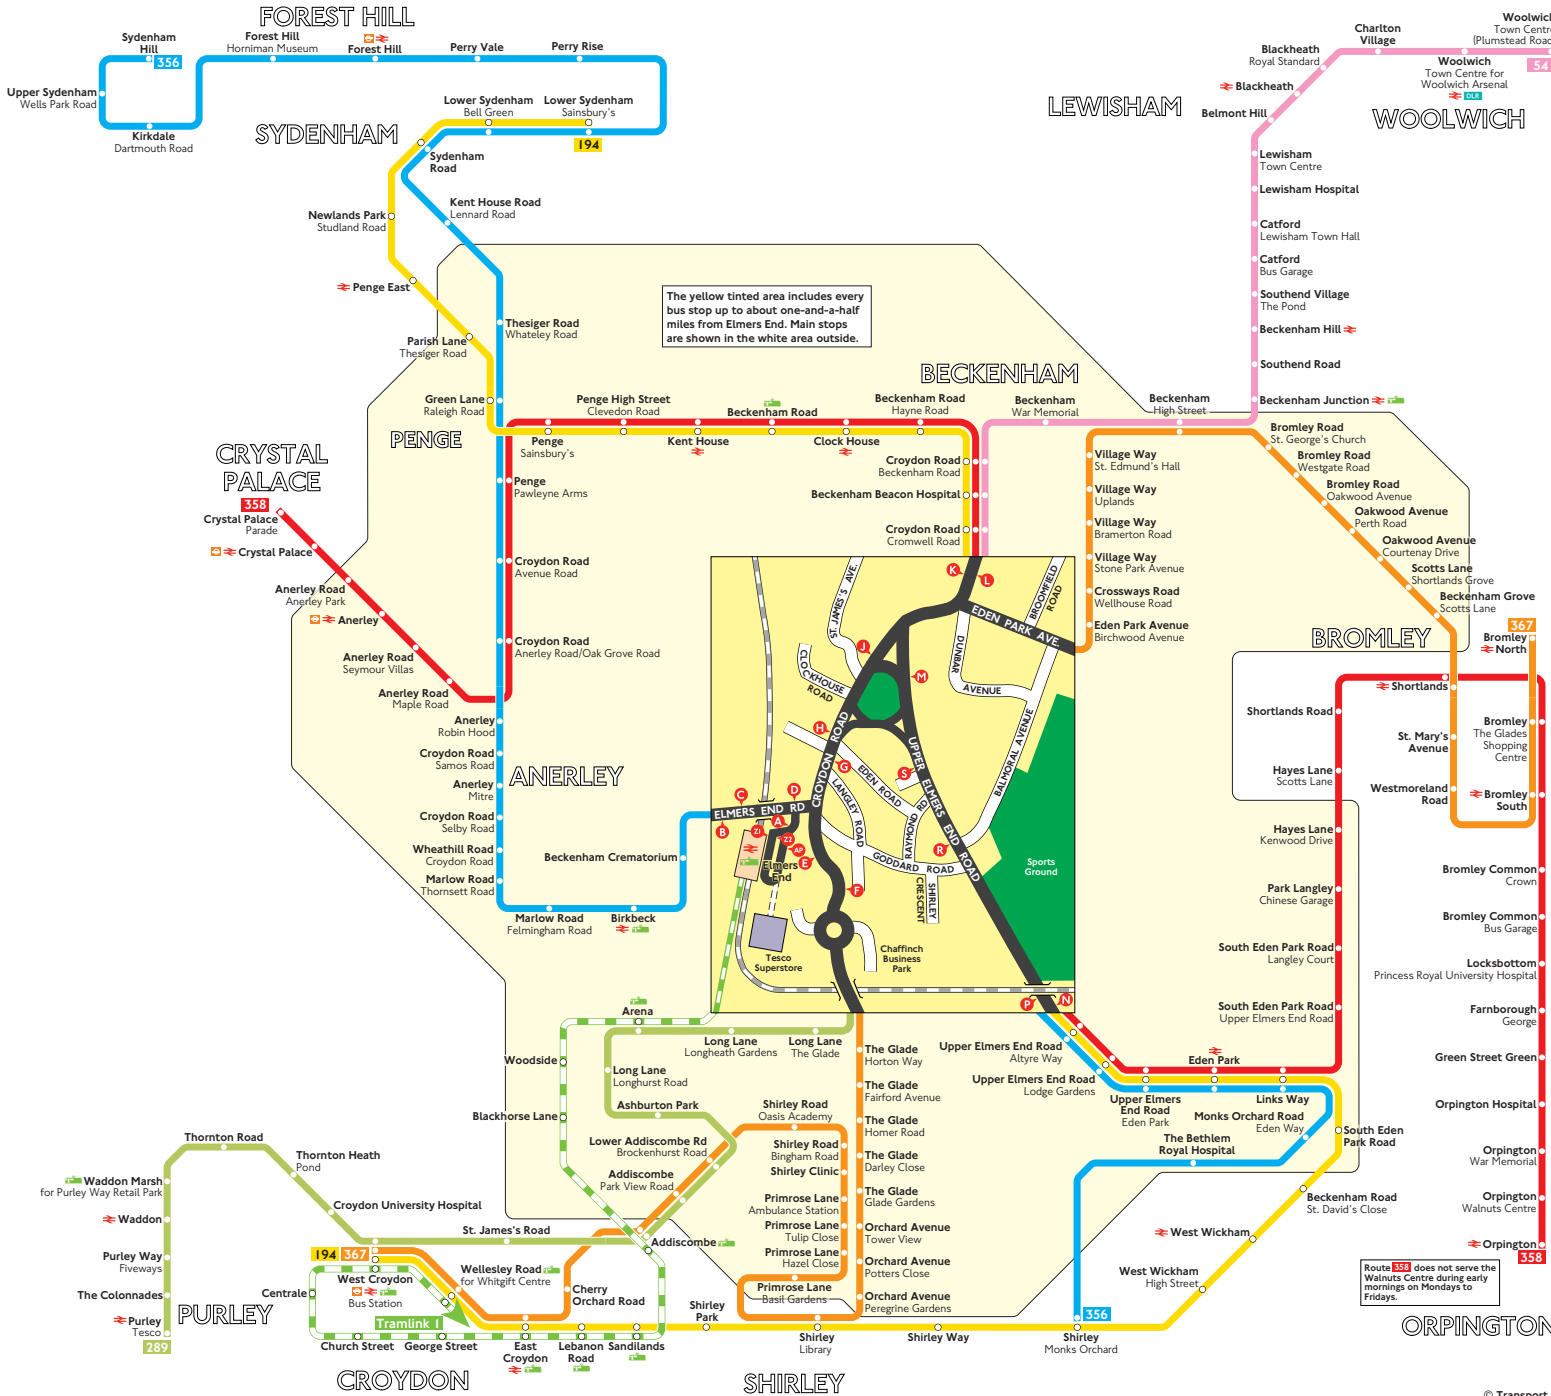 FOREST HILL
Sydenham
Hill
356
Forest Hill
Horniman Museum
Forest Hill
Perry Vale
Perry Rise
Upper Sydenham
Wells Park Road
Kirkdale
Dartmouth Road
SYDENHAM
Lower Sydenham
Bell Green
Lower Sydenham
Sainsbury's
194
Sydenham
Road
Newlands Park
Studland Road
Kent House Road
Lennard Road
Penge East
Parish Lane
Thesiger Road
Thesiger Road
Whateley Road
Green Lane
Raleigh Road
PENGE
The yellow tinted area includes every
bus stop up to about one-and-a-half
miles from Elmers End. Main stops
are shown in the white area outside.
LEWISHAM
WOOLWICH
Charlton
Village
Woolwich
Town Centre for
Woolwich Arsenal
DLR
54
Blackheath
Royal Standard
Blackheath
Belmont Hill
Lewisham
Town Centre
Lewisham Hospital
Catford
Lewisham Town Hall
Catford
Bus Garage
Southend Village
The Pond
Beckenham Hill
Southend Road
Beckenham Junction
BECKENHAM
Penge High Street
Clevedon Road
Beckenham Road
Beckenham Road
Hayne Road
Beckenham
War Memorial
Beckenham
High Street
Penge
Sainsbury's
Kent House
Clock House
Croydon Road
Beckenham Road
Beckenham Beacon Hospital
Croydon Road
Cromwell Road
Village Way
St. Edmund's Hall
Village Way
Uplands
Village Way
Bramerton Road
Village Way
Stone Park Avenue
Crossways Road
Wellhouse Road
Eden Park Avenue
Birchwood Avenue
Bromley Road
St. George's Church
Bromley Road
Westgate Road
Bromley Road
Oakwood Avenue
Oakwood Avenue
Perth Road
Oakwood Avenue
Courtenay Drive
Scotts Lane
Shortlands Grove
Beckenham Grove
Scotts Lane
CRYSTAL
PALACE
358
Crystal Palace
Parade
Crystal Palace
Anerley Road
Anerley Park
Anerley
Anerley Road
Seymour Villas
Anerley Road
Maple Road
Penge
Pawleyne Arms
Croydon Road
Avenue Road
Croydon Road
Anerley Road/Oak Grove Road
Anerley
Robin Hood
Croydon Road
Samos Road
Anerley
Mitre
Croydon Road
Selby Road
Wheathill Road
Croydon Road
Marlow Road
Thornsett Road
ANERLEY
Beckenham Crematorium
Marlow Road
Felmingham Road
Birkbeck
K
L
EDEN PARK AVE
BROOMFIELD
ROAD
ST. JAMES'S AVE.
DUNBAR
AVENUE
CLOCKHOUSE
ROAD
J
M
H
G
S
CROYDON ROAD
UPPER ELMERS END ROAD
EDEN ROAD
LANGLEY ROAD
RAYMOND RD
BALMORAL AVENUE
C
D
B
ELMERS END RD
A
Z1
Z2
AP
E
F
R
Elmers
End
GODDARD ROAD
SHIRLEY
CRESCENT
Sports
Ground
Tesco
Superstore
Chaffinch
Business
Park
P
N
BROMLEY
367
Bromley
North
Shortlands
Shortlands Road
St. Mary's
Avenue
Bromley
The Glades
Shopping
Centre
Hayes Lane
Scotts Lane
Westmoreland
Road
Bromley
South
Hayes Lane
Kenwood Drive
Park Langley
Chinese Garage
South Eden Park Road
Langley Court
South Eden Park Road
Upper Elmers End Road
Bromley Common
Crown
Bromley Common
Bus Garage
Locksbottom
Princess Royal University Hospital
Farnborough
George
Green Street Green
Orpington Hospital
Orpington
War Memorial
Orpington
Walnuts Centre
Orpington
358
Route 358 does not serve the
Walnuts Centre during early
mornings on Mondays to
Fridays.
ORPINGTON
Arena
Woodside
Blackhorse Lane
Long Lane
Longheath Gardens
Long Lane
The Glade
Long Lane
Longhurst Road
Ashburton Park
Lower Addiscombe Rd
Brockenhurst Road
Addiscombe
Park View Road
Addiscombe
Shirley Road
Oasis Academy
Shirley Road
Bingham Road
Shirley Clinic
Primrose Lane
Ambulance Station
Primrose Lane
Tulip Close
Primrose Lane
Hazel Close
Primrose Lane
Basil Gardens
The Glade
Horton Way
The Glade
Fairford Avenue
The Glade
Homer Road
The Glade
Darley Close
The Glade
Glade Gardens
Orchard Avenue
Tower View
Orchard Avenue
Potters Close
Orchard Avenue
Peregrine Gardens
Upper Elmers End Road
Altyre Way
Upper Elmers End Road
Lodge Gardens
Eden Park
Upper Elmers
End Road
Eden Park
Links Way
Monks Orchard Road
Eden Way
The Bethlem
Royal Hospital
South Eden
Park Road
Beckenham Road
St. David's Close
West Wickham
West Wickham
High Street
356
Shirley
Monks Orchard
Shirley Way
Shirley
Library
Shirley
Park
SHIRLEY
Thornton Road
Thornton Heath
Pond
Waddon Marsh
for Purley Way Retail Park
Waddon
Croydon University Hospital
St. James's Road
Purley Way
Fiveways
The Colonnades
Purley
Tesco
289
PURLEY
194
367
West Croydon
Bus Station
Wellesley Road
for Whitgift Centre
Cherry
Orchard Road
Centrale
Tramlink 1
Church Street
George Street
East
Croydon
Lebanon
Road
Sandilands
CROYDON